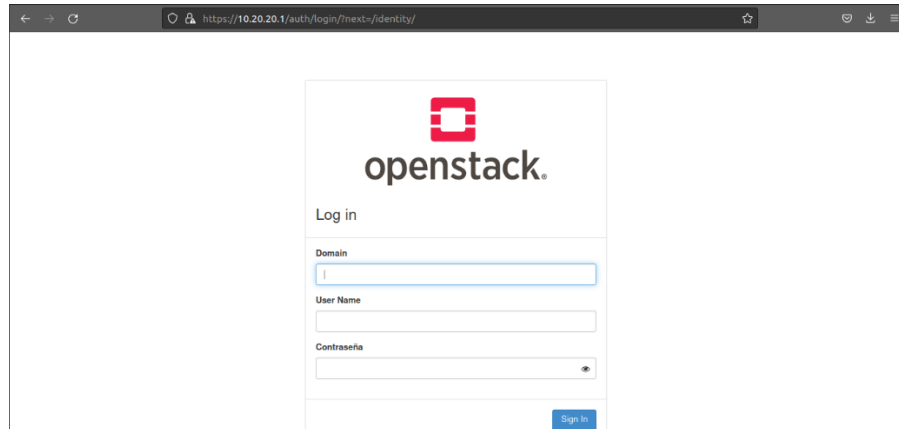 https://10.20.20.1/auth/login/?next=/identity/
openstack.
Log in
Domain
User Name
Contraseña
Sign In